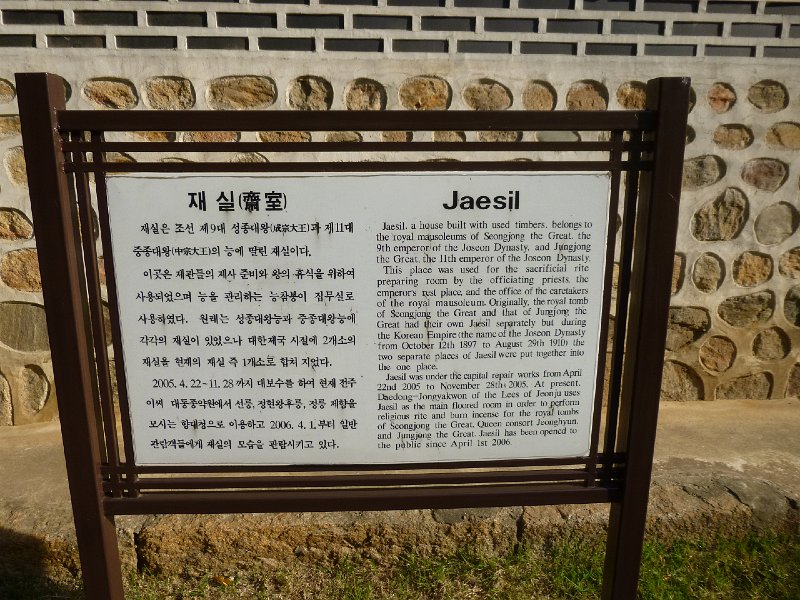 재 실(齋室)
재실은 조선 제9대 성종대왕(成宗大王)과 제11대
중종대왕(中宗大王)의 능에 딸린 재실이다.
이곳은 제관들의 제사 준비와 왕의 휴식을 위하여
사용되었으며 능을 관리하는 능참봉이 집무실로
사용하였다. 원래는 성종대왕능과 중종대왕능에
각각의 재실이 있었으나 대한제국 시절에 2개소의
재실을 현재의 재실 즉 1개소로 합쳐 지었다.
2005. 4. 22~11. 28까지 대보수를 하여 현재 전주
이씨 대동종약원에서 선릉, 정현왕후릉, 정릉 제향을
모시는 향대청으로 이용하고 2006. 4. 1.부터 일반
관람객들에게 재실의 모습을 관람시키고 있다.
Jaesil
Jaesil, a house built with used timbers, belongs to
the royal mausoleums of Seongjong the Great, the
9th emperor of the Joseon Dynasty, and Jungjong
the Great, the 11th emperor of the Joseon Dynasty.
This place was used for the sacrificial rite
preparing room by the officiating priests, the
emperor's rest place, and the office of the caretakers
of the royal mausoleum. Originally, the royal tomb
of Seongjong the Great and that of Jungjong the
Great had their own Jaesil separately but during
the Korean Empire (the name of the Joseon Dynasty
from October 12th 1897 to August 29th 1910) the
two separate places of Jaesil were put together into
the one place.
Jaesil was under the capital repair works from April
22nd 2005 to November 28th 2005. At present,
Daedong-Jongyakwon of the Lees of Jeonju uses
Jaesil as the main floored room in order to perform
religious rite and burn incense for the royal tombs
of Seongjong the Great, Queen consort Jeonghyun,
and Jungjong the Great. Jaesil has been opened to
the public since April 1st 2006.